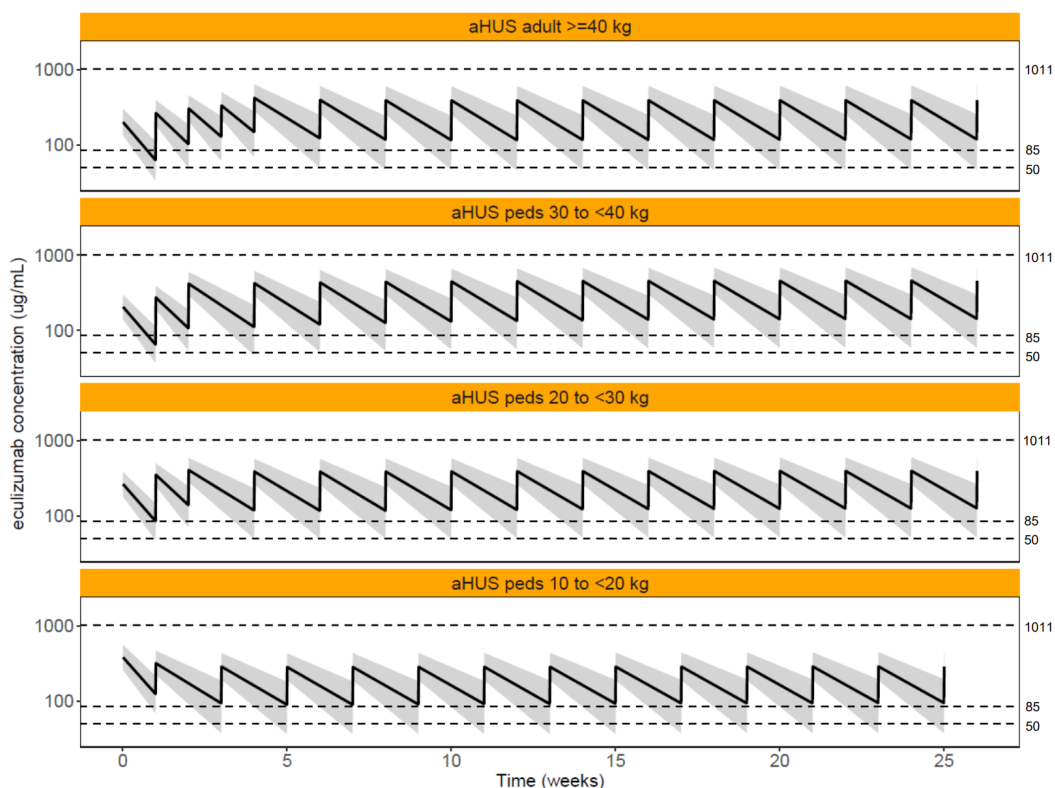 aHUS adult >=40 kg
1000
1011
100
85
50
aHUS peds 30 to <40 kg
1000
1011
100
85
50
aHUS peds 20 to <30 kg
1000
1011
100
85
50
aHUS peds 10 to <20 kg
1000
1011
100
85
50
eculizumab concentration (ug/mL)
0 5 10 15 20 25
Time (weeks)